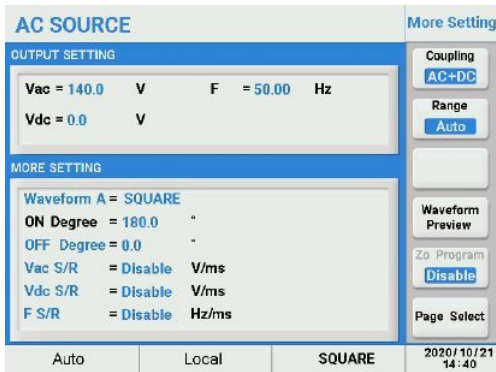 AC SOURCE
More Setting
OUTPUT SETTING
Vac = 140.0 V F = 50.00 Hz
Vdc = 0.0 V
MORE SETTING
Waveform A = SQUARE
ON Degree = 180.0 °
OFF Degree = 0.0 °
Vac S/R = Disable V/ms
Vdc S/R = Disable V/ms
F S/R = Disable Hz/ms
Coupling
AC+DC
Range
Auto
Waveform
Preview
Zo Program
Disable
Page Select
Auto Local SQUARE
2020/10/21
14:40